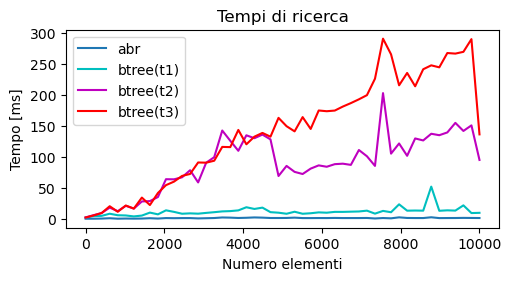 Tempi di ricerca
abr
btree(t1)
btree(t2)
btree(t3)
Tempo [ms]
300
250
200
150
100
50
0
0 2000 4000 6000 8000 10000
Numero elementi